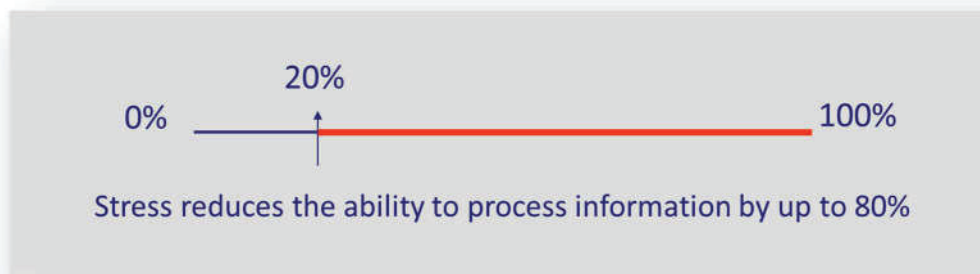 20%
0%
100%
Stress reduces the ability to process information by up to 80%